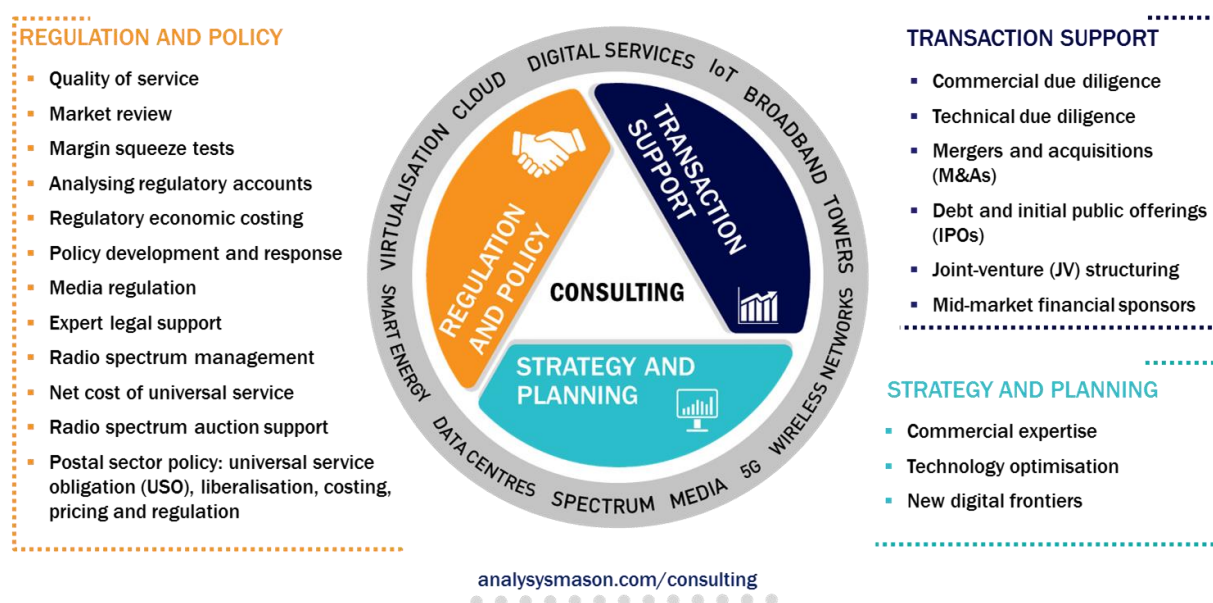 REGULATION AND POLICY
Quality of service
Market review
Margin squeeze tests
Analysing regulatory accounts
Regulatory economic costing
Policy development and response
Media regulation
Expert legal support
Radio spectrum management
Net cost of universal service
Radio spectrum auction support
Postal sector policy: universal service
obligation (USO), liberalisation, costing,
pricing and regulation
VIRTUALISATION CLOUD DIGITAL SERVICES IoT BROADBAND TOWERS
SMART ENERGY DATA CENTRES SPECTRUM MEDIA 5G WIRELESS NETWORKS
REGULATION
AND POLICY
TRANSACTION
SUPPORT
CONSULTING
STRATEGY AND
PLANNING
TRANSACTION SUPPORT
Commercial due diligence
Technical due diligence
Mergers and acquisitions
(M&As)
Debt and initial public offerings
(IPOs)
Joint-venture (JV) structuring
Mid-market financial sponsors
STRATEGY AND PLANNING
Commercial expertise
Technology optimisation
New digital frontiers
analysysmason.com/consulting